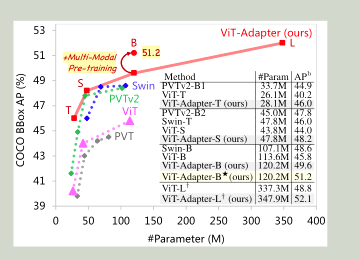 53
51
49
47
45
43
41
39
COCO BBox AP (%)
0 50 100 150 200 250 300 350 400
#Parameter (M)
ViT-Adapter (ours)
L
B
51.2
+Multi-Modal
Pre-training
S
T
Swin
PVTv2
ViT
PVT
Method #Param APᵇ
PVTv2-B1 33.7M 44.9
ViT-T 26.1M 40.2
ViT-Adapter-T (ours) 28.1M 46.0
PVTv2-B2 45.0M 47.8
Swin-T 47.8M 46.0
ViT-S 43.8M 44.0
ViT-Adapter-S (ours) 47.8M 48.2
Swin-B 107.1M 48.6
ViT-B 113.6M 45.8
ViT-Adapter-B (ours) 120.2M 49.6
ViT-Adapter-B★ (ours) 120.2M 51.2
ViT-L† 337.3M 48.8
ViT-Adapter-L† (ours) 347.9M 52.1